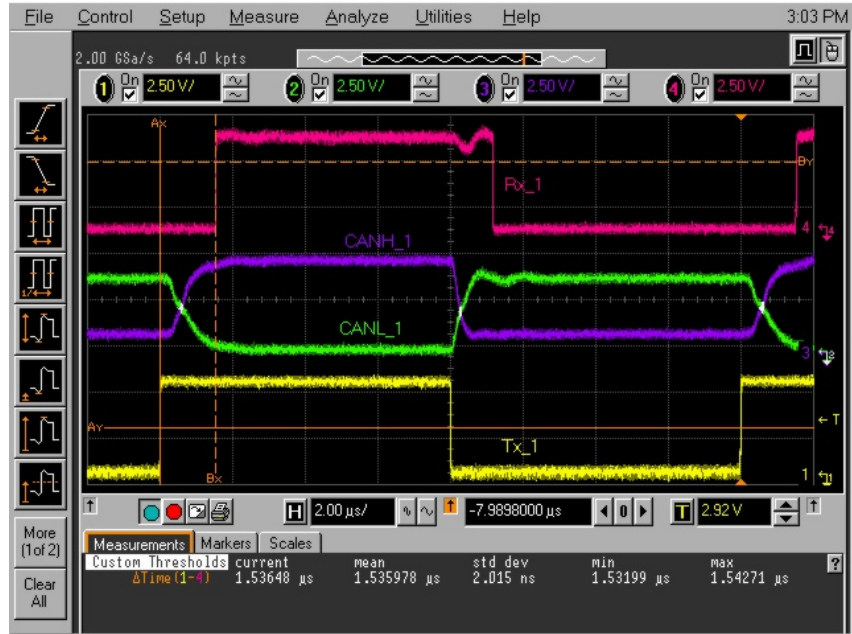 File Control Setup Measure Analyze Utilities Help 3:03 PM
2.00 GSa/s 64.0 kpts
1 On 2.50 V/ 2 On 2.50 V/ 3 On 2.50 V/ 4 On 2.50 V/
Ax
By
Rx_1
4 4
CANH_1
CANL_1
3 2
Ay
T
Tx_1
1 1
Bx
H 2.00 µs/ -7.9898000 µs 0 T 2.92 V
More
(1of 2)
Clear
All
Measurements Markers Scales
Custom Thresholds current mean std dev min max ?
ΔTime(1-4) 1.53648 µs 1.535978 µs 2.015 ns 1.53199 µs 1.54271 µs